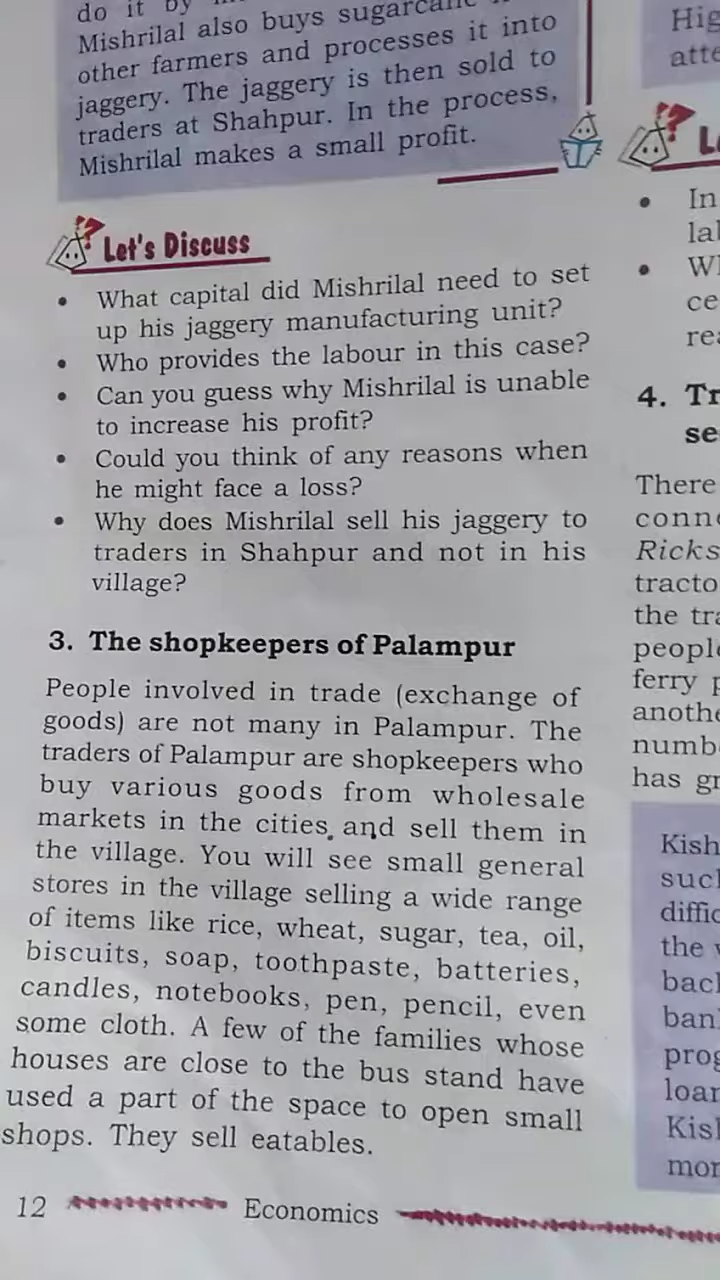 do it by
Mishrilal also buys sugarcane
other farmers and processes it into
jaggery. The jaggery is then sold to
traders at Shahpur. In the process,
Mishrilal makes a small profit.
Let's Discuss
• What capital did Mishrilal need to set
up his jaggery manufacturing unit?
• Who provides the labour in this case?
• Can you guess why Mishrilal is unable
to increase his profit?
• Could you think of any reasons when
he might face a loss?
• Why does Mishrilal sell his jaggery to
traders in Shahpur and not in his
village?
3. The shopkeepers of Palampur
People involved in trade (exchange of
goods) are not many in Palampur. The
traders of Palampur are shopkeepers who
buy various goods from wholesale
markets in the cities and sell them in
the village. You will see small general
stores in the village selling a wide range
of items like rice, wheat, sugar, tea, oil,
biscuits, soap, toothpaste, batteries,
candles, notebooks, pen, pencil, even
some cloth. A few of the families whose
houses are close to the bus stand have
used a part of the space to open small
shops. They sell eatables.
12 Economics
• In
4.
There
the
people
ferry
has
Kish
the